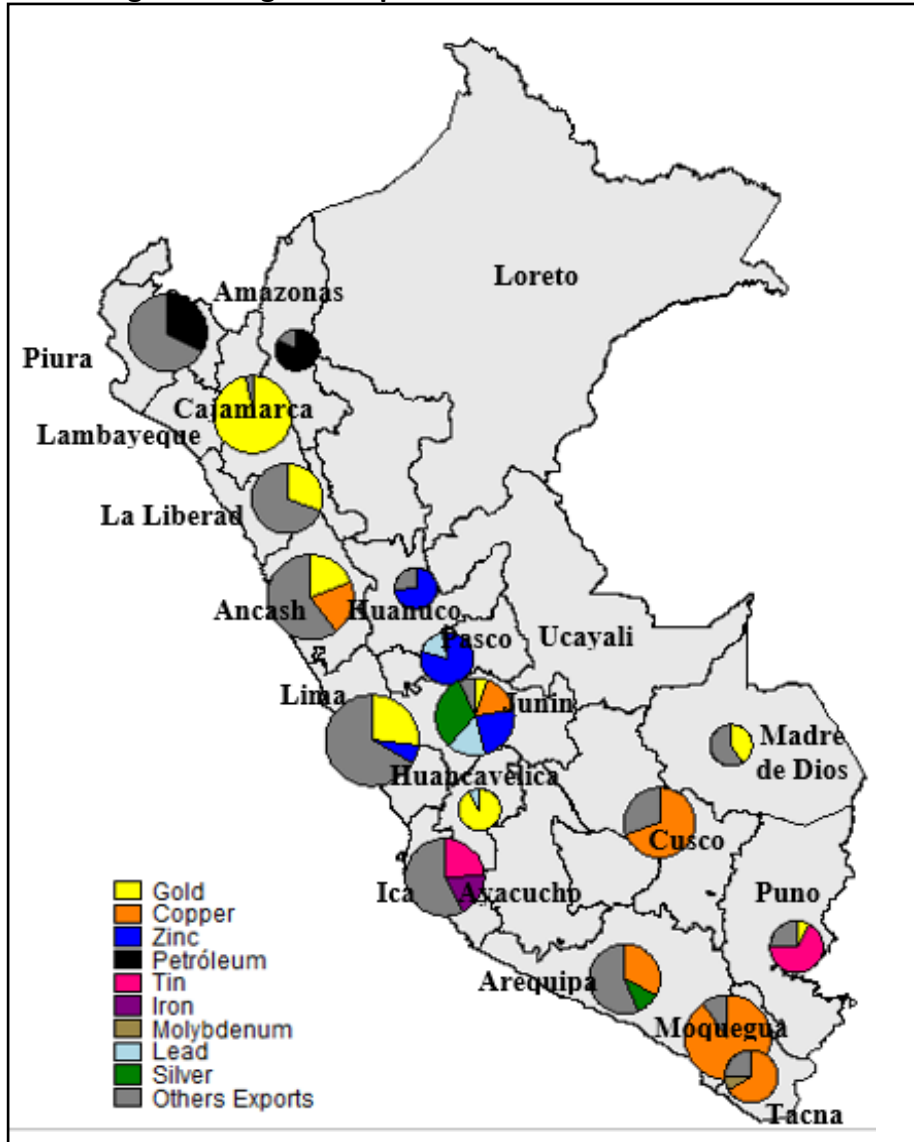 Loreto
Amazonas
Piura
Cajamarca
Lambayeque
La Liberad
Ancash
Huanuco
Pasco
Ucayali
Lima
Junin
Madre
de Dios
Huancavelica
Cusco
Ica
Ayacucho
Puno
Arequipa
Moquegua
Tacna
Gold
Copper
Zinc
Petróleum
Tin
Iron
Molybdenum
Lead
Silver
Others Exports